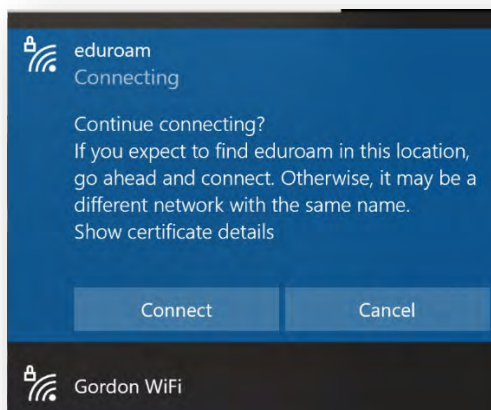 eduroam
Connecting
Continue connecting?
If you expect to find eduroam in this location,
go ahead and connect. Otherwise, it may be a
different network with the same name.
Show certificate details
Connect
Cancel
Gordon WiFi